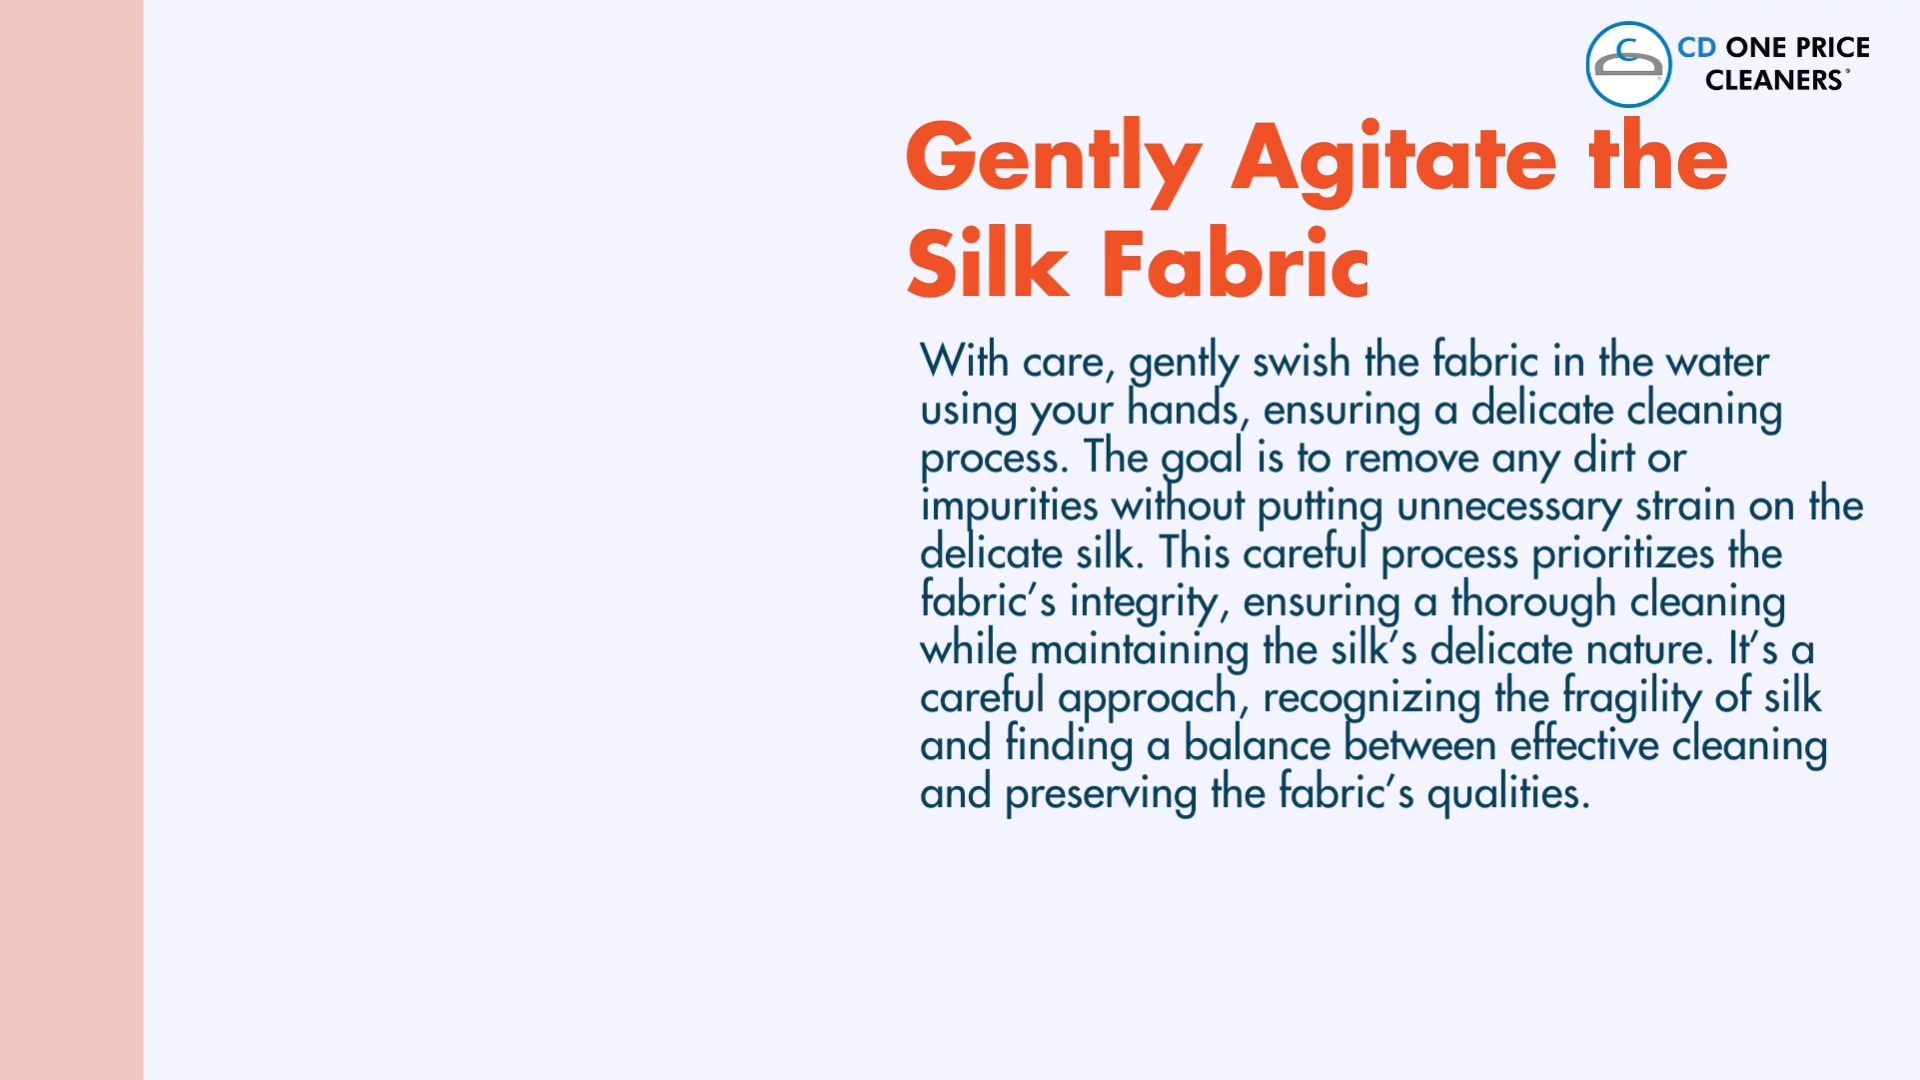 CD ONE PRICE
CLEANERS
Gently Agitate the
Silk Fabric
With care, gently swish the fabric in the water
using your hands, ensuring a delicate cleaning
process. The goal is to remove any dirt or
impurities without putting unnecessary strain on the
delicate silk. This careful process prioritizes the
fabric’s integrity, ensuring a thorough cleaning
while maintaining the silk’s delicate nature. It’s a
careful approach, recognizing the fragility of silk
and finding a balance between effective cleaning
and preserving the fabric’s qualities.